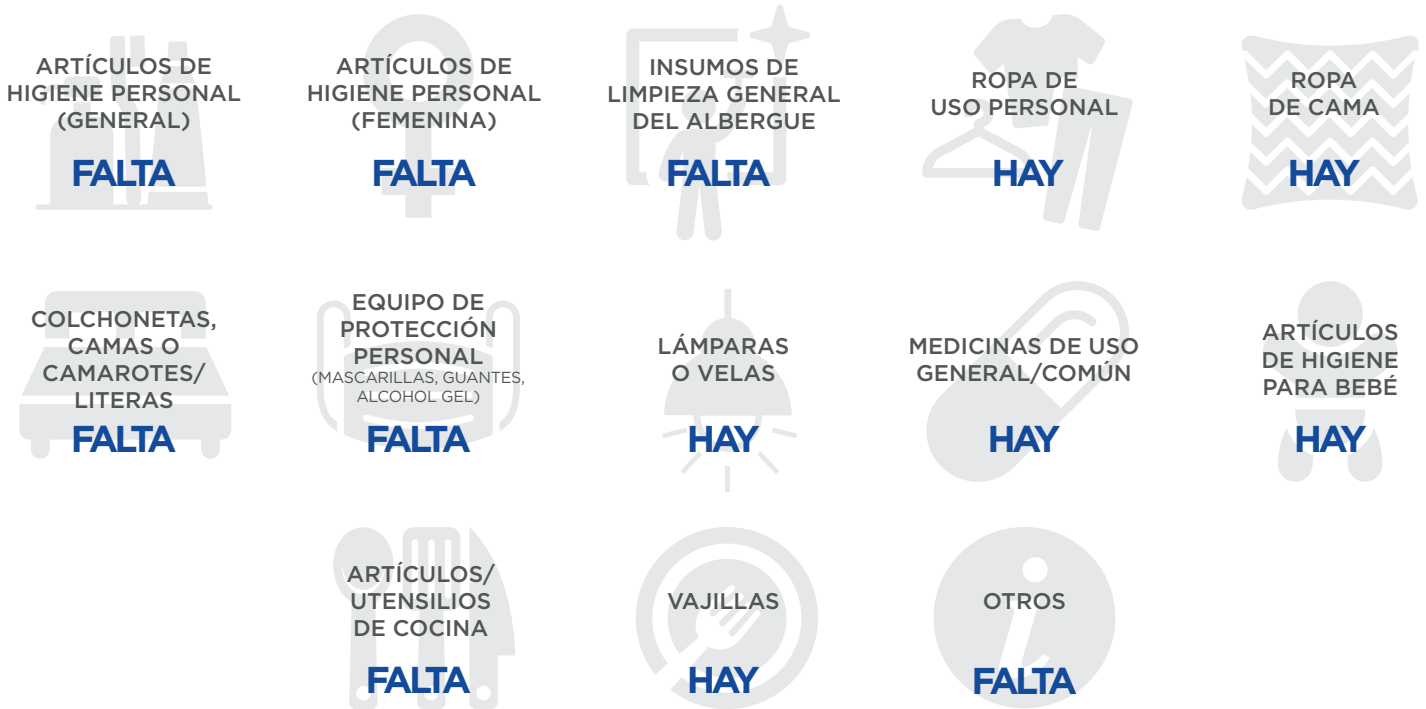 ARTÍCULOS DE
HIGIENE PERSONAL
(GENERAL)
FALTA
ARTÍCULOS DE
HIGIENE PERSONAL
(FEMENINA)
FALTA
INSUMOS DE
LIMPIEZA GENERAL
DEL ALBERGUE
FALTA
ROPA DE
USO PERSONAL
HAY
ROPA
DE CAMA
HAY
COLCHONETAS,
CAMAS O
CAMAROTES/
LITERAS
FALTA
EQUIPO DE
PROTECCIÓN
PERSONAL
(MASCARILLAS, GUANTES,
ALCOHOL GEL)
FALTA
LÁMPARAS
O VELAS
HAY
MEDICINAS DE USO
GENERAL/COMÚN
HAY
ARTÍCULOS
DE HIGIENE
PARA BEBÉ
HAY
ARTÍCULOS/
UTENSILIOS
DE COCINA
FALTA
VAJILLAS
HAY
OTROS
FALTA